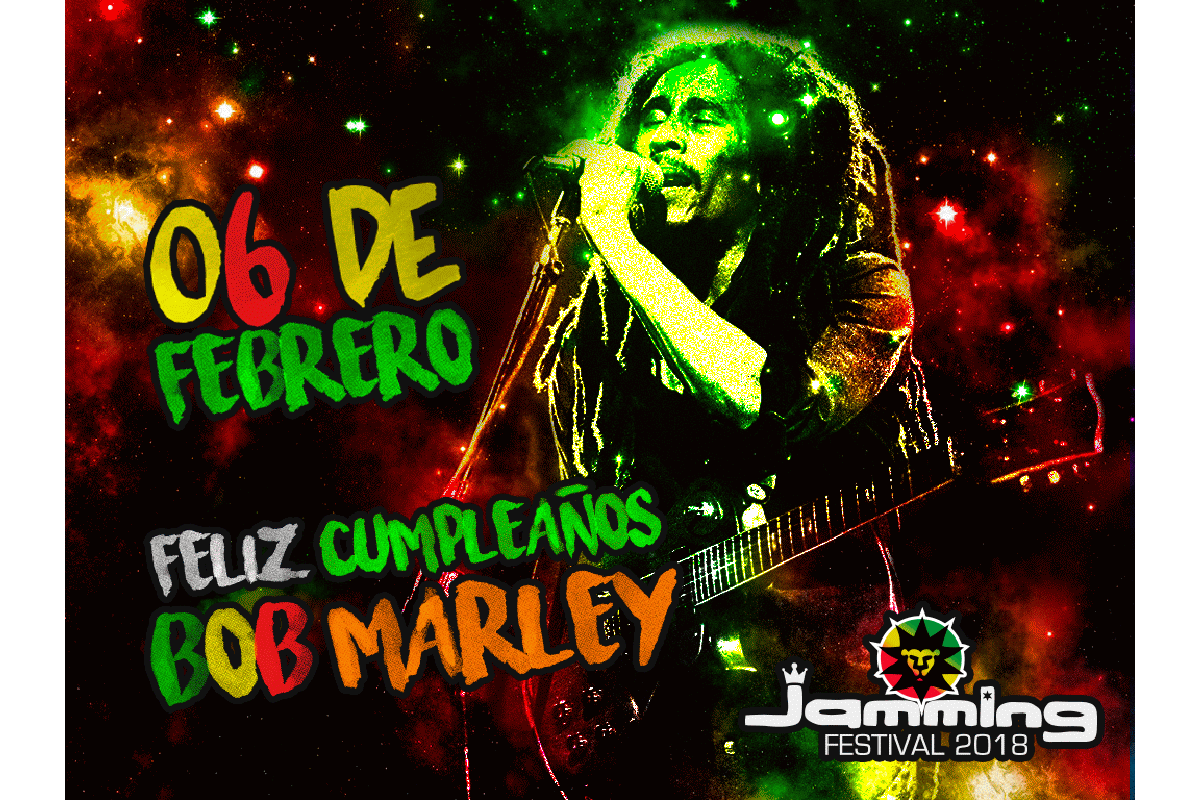 06 DE
FEBRERO
FELIZ CUMPLEAÑOS
BOB MARLEY
Jamming
FESTIVAL 2018